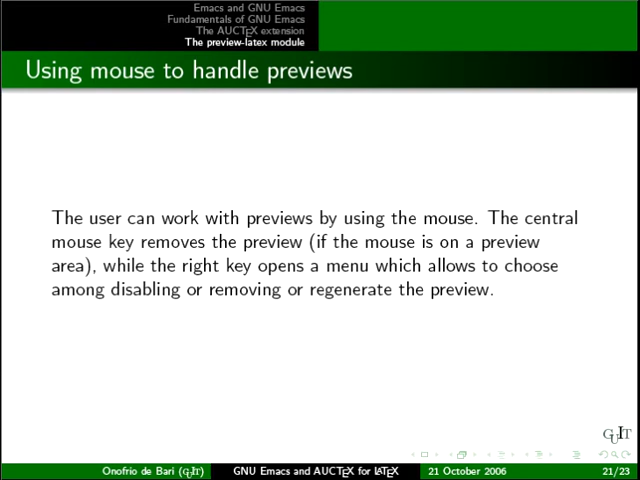 Emacs and GNU Emacs
Fundamentals of GNU Emacs
The AUCTEX extension
The preview-latex module
Using mouse to handle previews
The user can work with previews by using the mouse. The central
mouse key removes the preview (if the mouse is on a preview
area), while the right key opens a menu which allows to choose
among disabling or removing or regenerate the preview.
GUIT
Onofrio de Bari (GUIT) GNU Emacs and AUCTEX for LATEX 21 October 2006 21/23